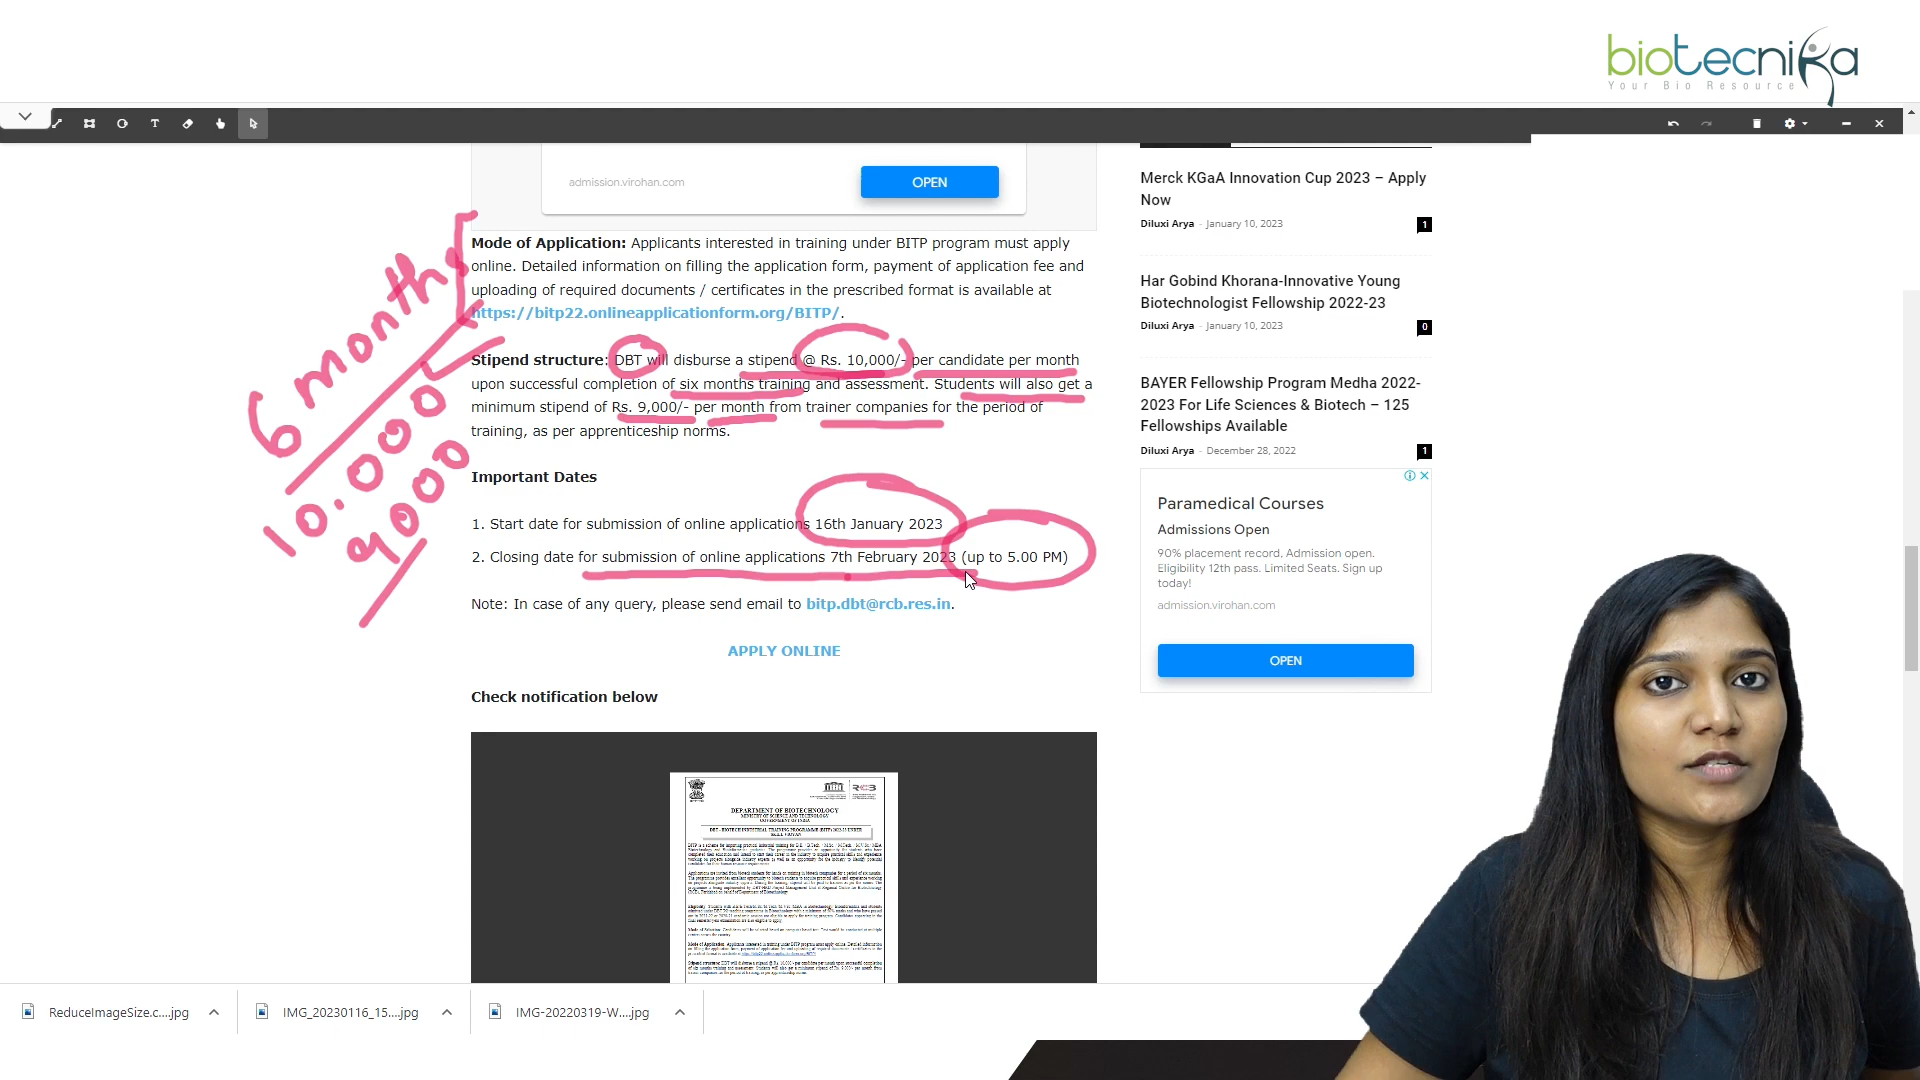 biotecnika
Your Bio Resource
T
admission.virohan.com
OPEN
Mode of Application: Applicants interested in training under BITP program must apply
online. Detailed information on filling the application form, payment of application fee and
uploading of required documents / certificates in the prescribed format is available at
https://bitp22.onlineapplicationform.org/BITP/.
Stipend structure: DBT will disburse a stipend @ Rs. 10,000/- per candidate per month
upon successful completion of six months training and assessment. Students will also get a
minimum stipend of Rs. 9,000/- per month from trainer companies for the period of
training, as per apprenticeship norms.
6 months
10.000
9000
Important Dates
1. Start date for submission of online applications 16th January 2023
2. Closing date for submission of online applications 7th February 2023 (up to 5.00 PM)
Note: In case of any query, please send email to bitp.dbt@rcb.res.in.
APPLY ONLINE
Check notification below
RCB
DEPARTMENT OF BIOTECHNOLOGY
MINISTRY OF SCIENCE AND TECHNOLOGY
GOVERNMENT OF INDIA
Merck KGaA Innovation Cup 2023 – Apply
Now
Diluxi Arya - January 10, 2023
1
Har Gobind Khorana-Innovative Young
Biotechnologist Fellowship 2022-23
Diluxi Arya - January 10, 2023
0
BAYER Fellowship Program Medha 2022-
2023 For Life Sciences & Biotech – 125
Fellowships Available
Diluxi Arya - December 28, 2022
1
Paramedical Courses
Admissions Open
90% placement record, Admission open.
Eligibility 12th pass. Limited Seats. Sign up
today!
admission.virohan.com
OPEN
ReduceImageSize.c....jpg
IMG_20230116_15....jpg
IMG-20220319-W....jpg